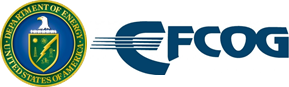 DEPARTMENT OF ENERGY
UNITED STATES OF AMERICA
EFCOG